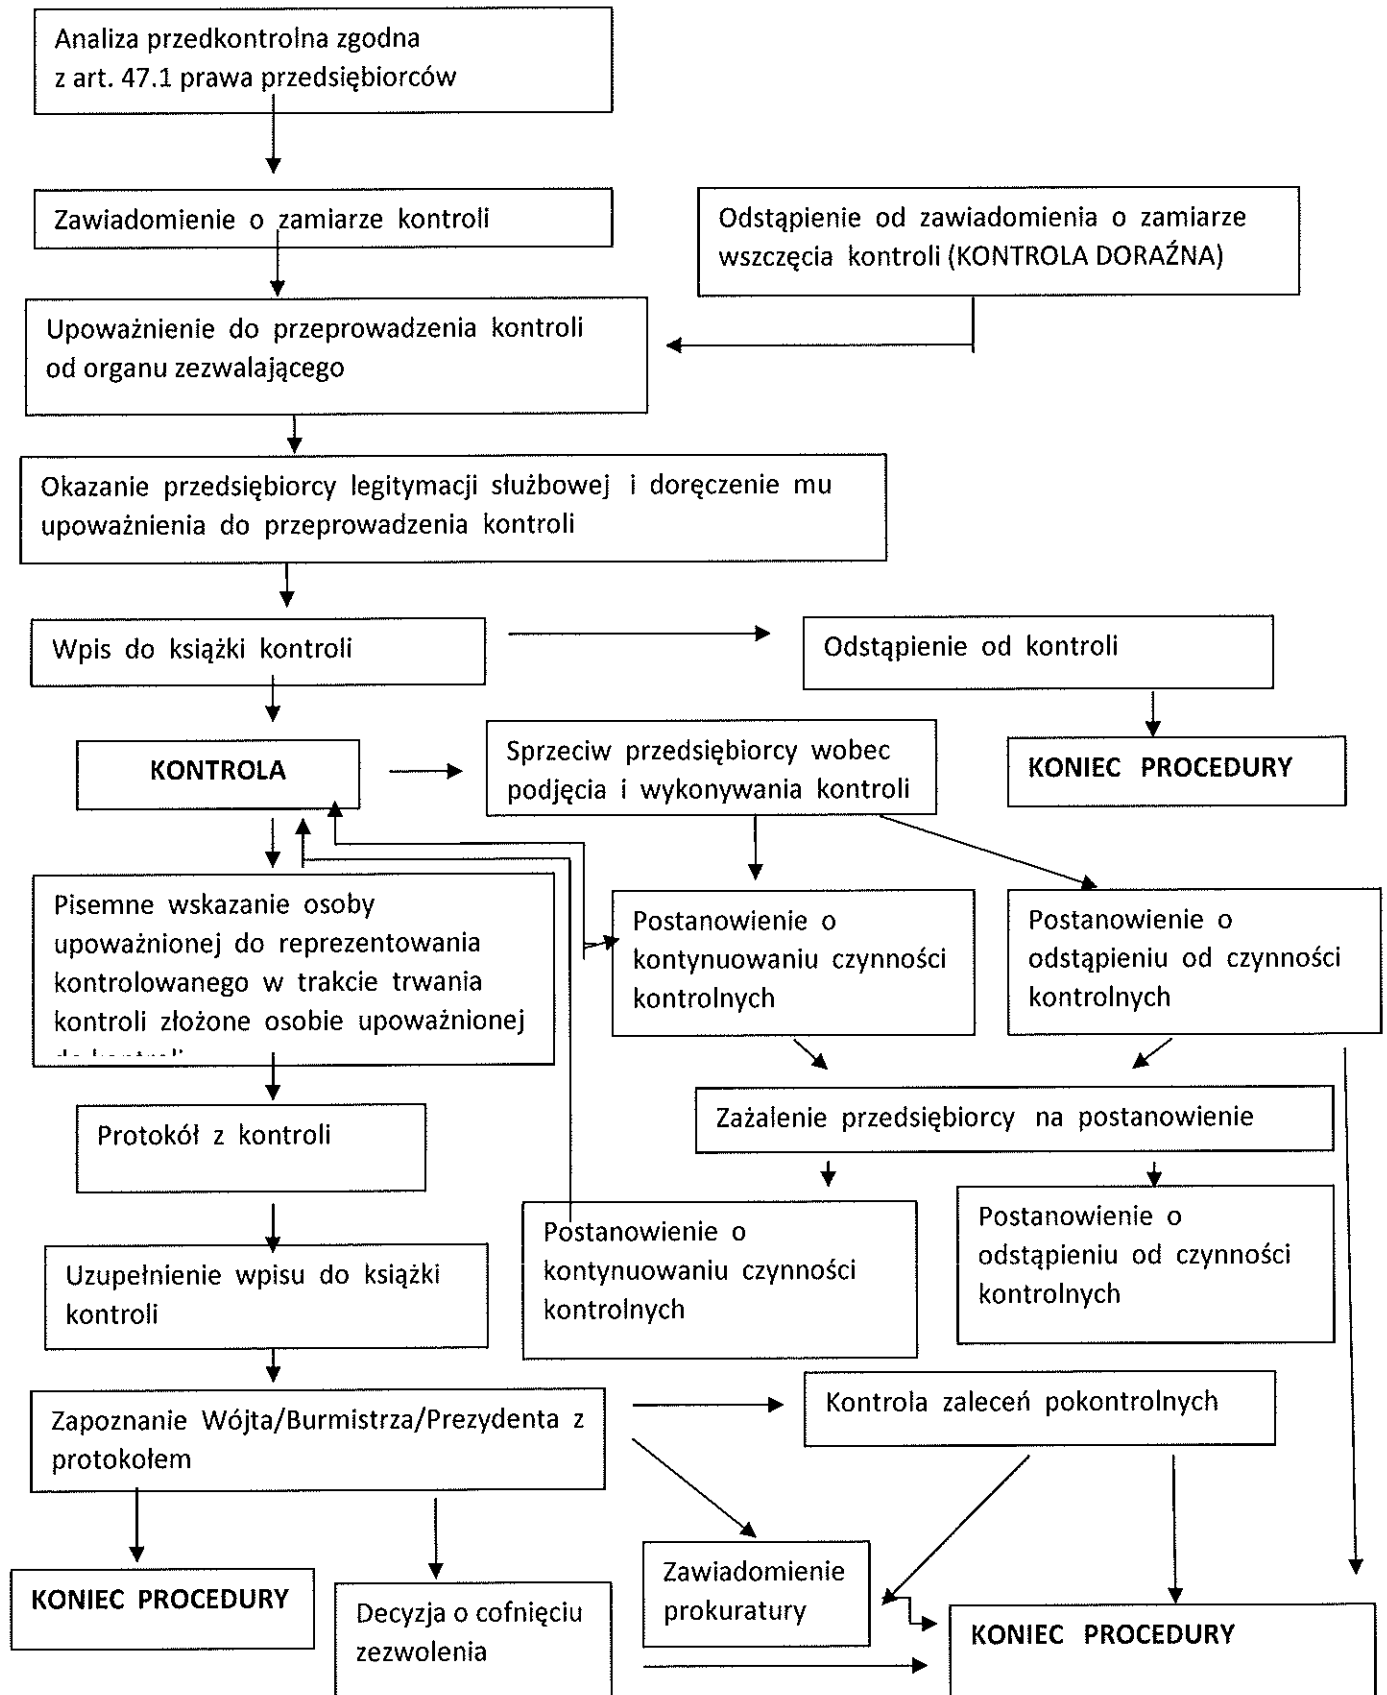 Analiza przedkontrolna zgodna
z art. 47.1 prawa przedsiębiorców
Zawiadomienie o zamiarze kontroli
Odstąpienie od zawiadomienia o zamiarze
wszczęcia kontroli (KONTROLA DORAŹNA)
Upoważnienie do przeprowadzenia kontroli
od organu zezwalającego
Okazanie przedsiębiorcy legitymacji służbowej i doręczenie mu
upoważnienia do przeprowadzenia kontroli
Wpis do książki kontroli
Odstąpienie od kontroli
KONTROLA
Sprzeciw przedsiębiorcy wobec
podjęcia i wykonywania kontroli
KONIEC PROCEDURY
Pisemne wskazanie osoby
upoważnionej do reprezentowania
kontrolowanego w trakcie trwania
kontroli złożone osobie upoważnionej
Postanowienie o
kontynuowaniu czynności
kontrolnych
Postanowienie o
odstąpieniu od czynności
kontrolnych
Zażalenie przedsiębiorcy na postanowienie
Protokół z kontroli
Postanowienie o
kontynuowaniu czynności
kontrolnych
Postanowienie o
odstąpieniu od czynności
kontrolnych
Uzupełnienie wpisu do książki
kontroli
Zapoznanie Wójta/Burmistrza/Prezydenta z
protokołem
Kontrola zaleceń pokontrolnych
KONIEC PROCEDURY
Decyzja o cofnięciu
zezwolenia
Zawiadomienie
prokuratury
KONIEC PROCEDURY